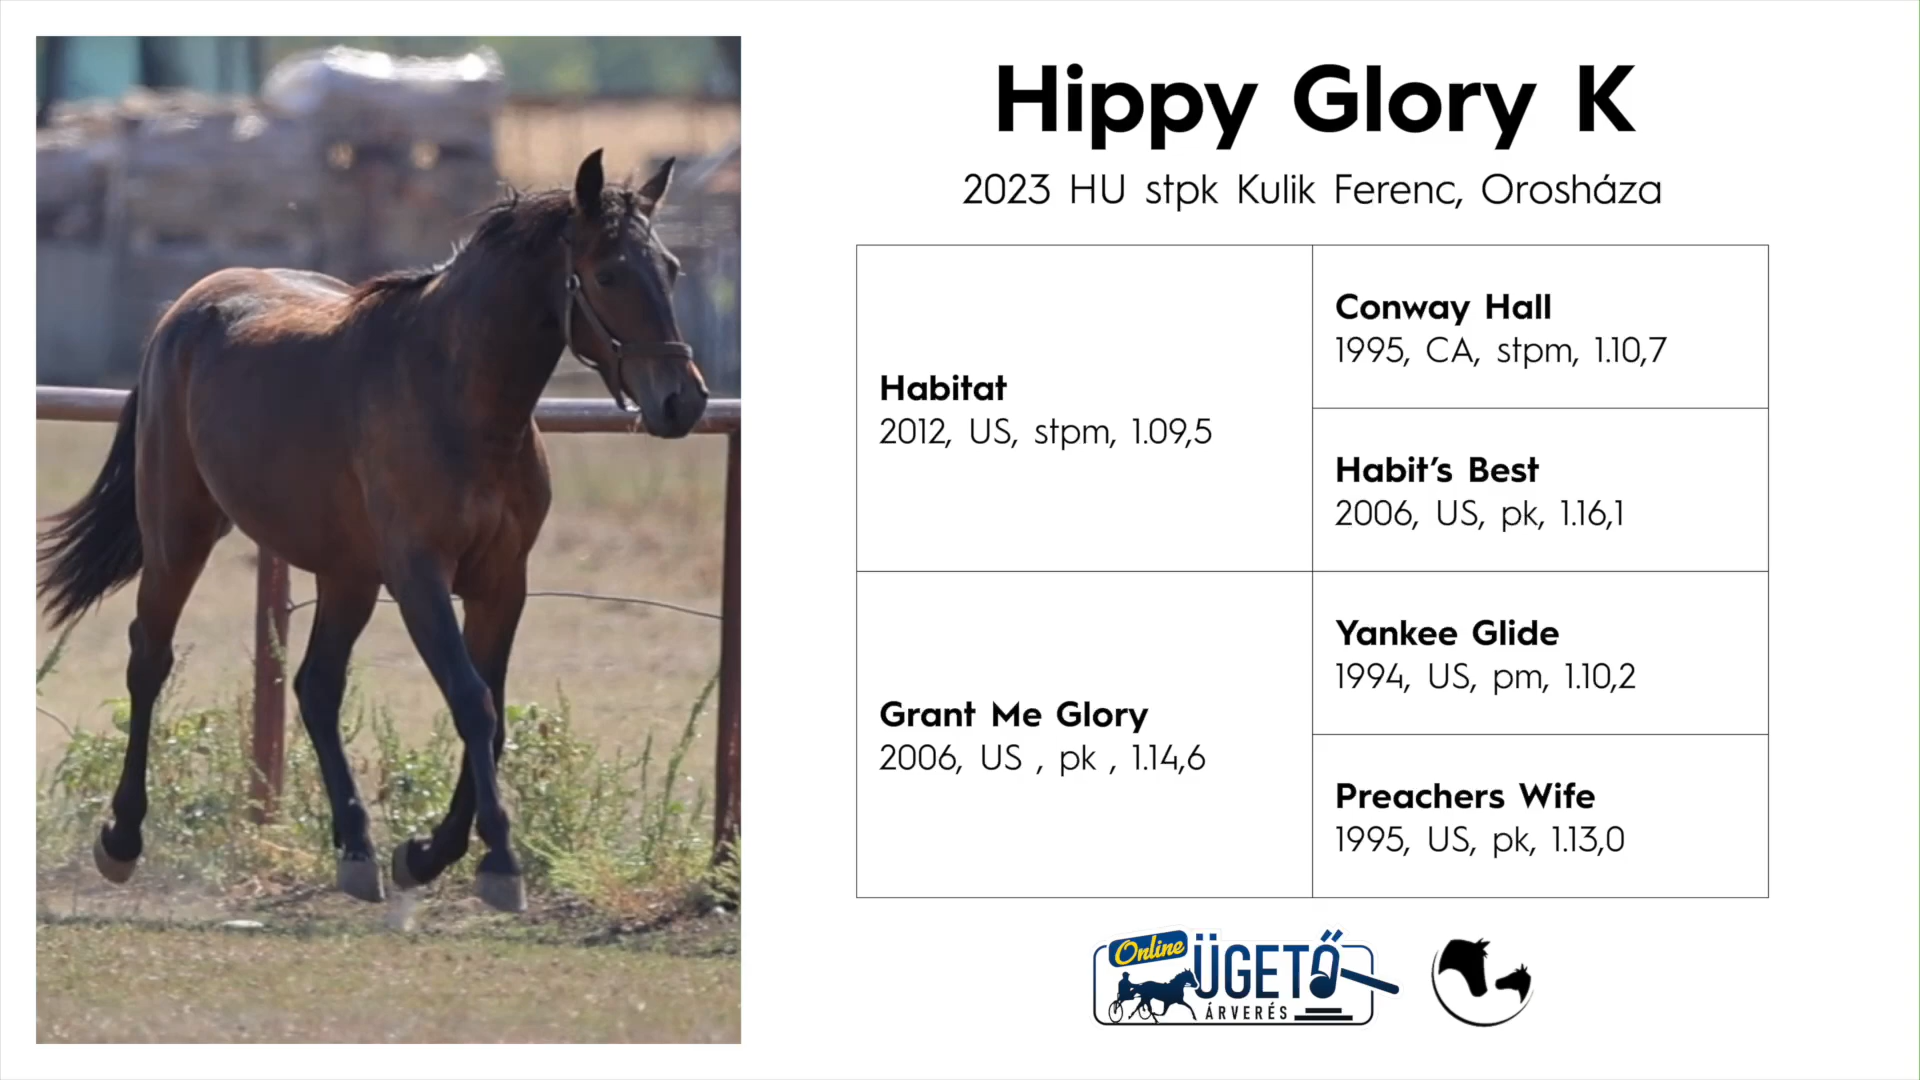 Hippy Glory K
2023 HU stpk Kulik Ferenc, Orosháza
Habitat
2012, US, stpm, 1.09,5
Conway Hall
1995, CA, stpm, 1.10,7
Habit's Best
2006, US, pk, 1.16,1
Grant Me Glory
2006, US , pk , 1.14,6
Yankee Glide
1994, US, pm, 1.10,2
Preachers Wife
1995, US, pk, 1.13,0
Online
ÜGETŐ
ÁRVERÉS